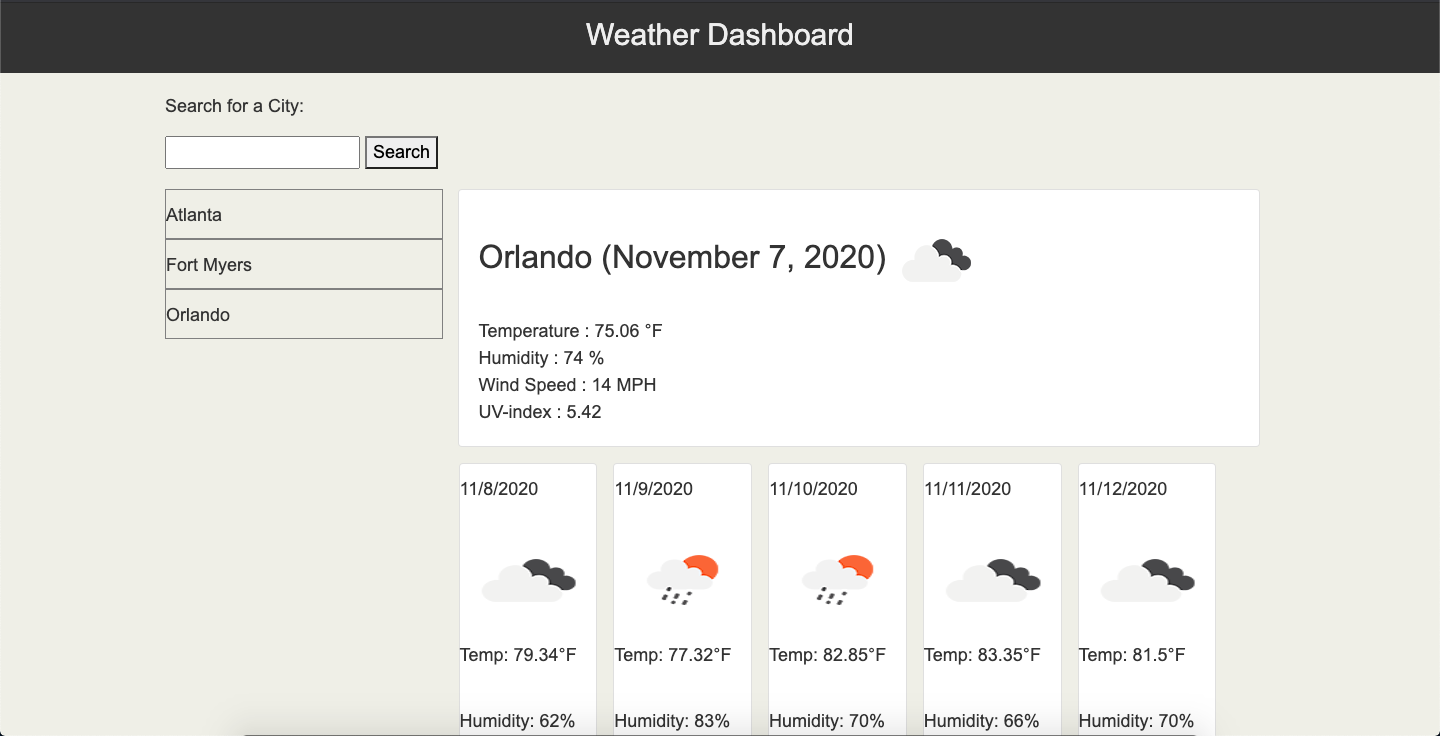 Weather Dashboard
Search for a City:
Search
Atlanta
Fort Myers
Orlando
Orlando (November 7, 2020)
Temperature : 75.06 °F
Humidity : 74 %
Wind Speed : 14 MPH
UV-index : 5.42
11/8/2020
Temp: 79.34°F
Humidity: 62%
11/9/2020
Temp: 77.32°F
Humidity: 83%
11/10/2020
Temp: 82.85°F
Humidity: 70%
11/11/2020
Temp: 83.35°F
Humidity: 66%
11/12/2020
Temp: 81.5°F
Humidity: 70%